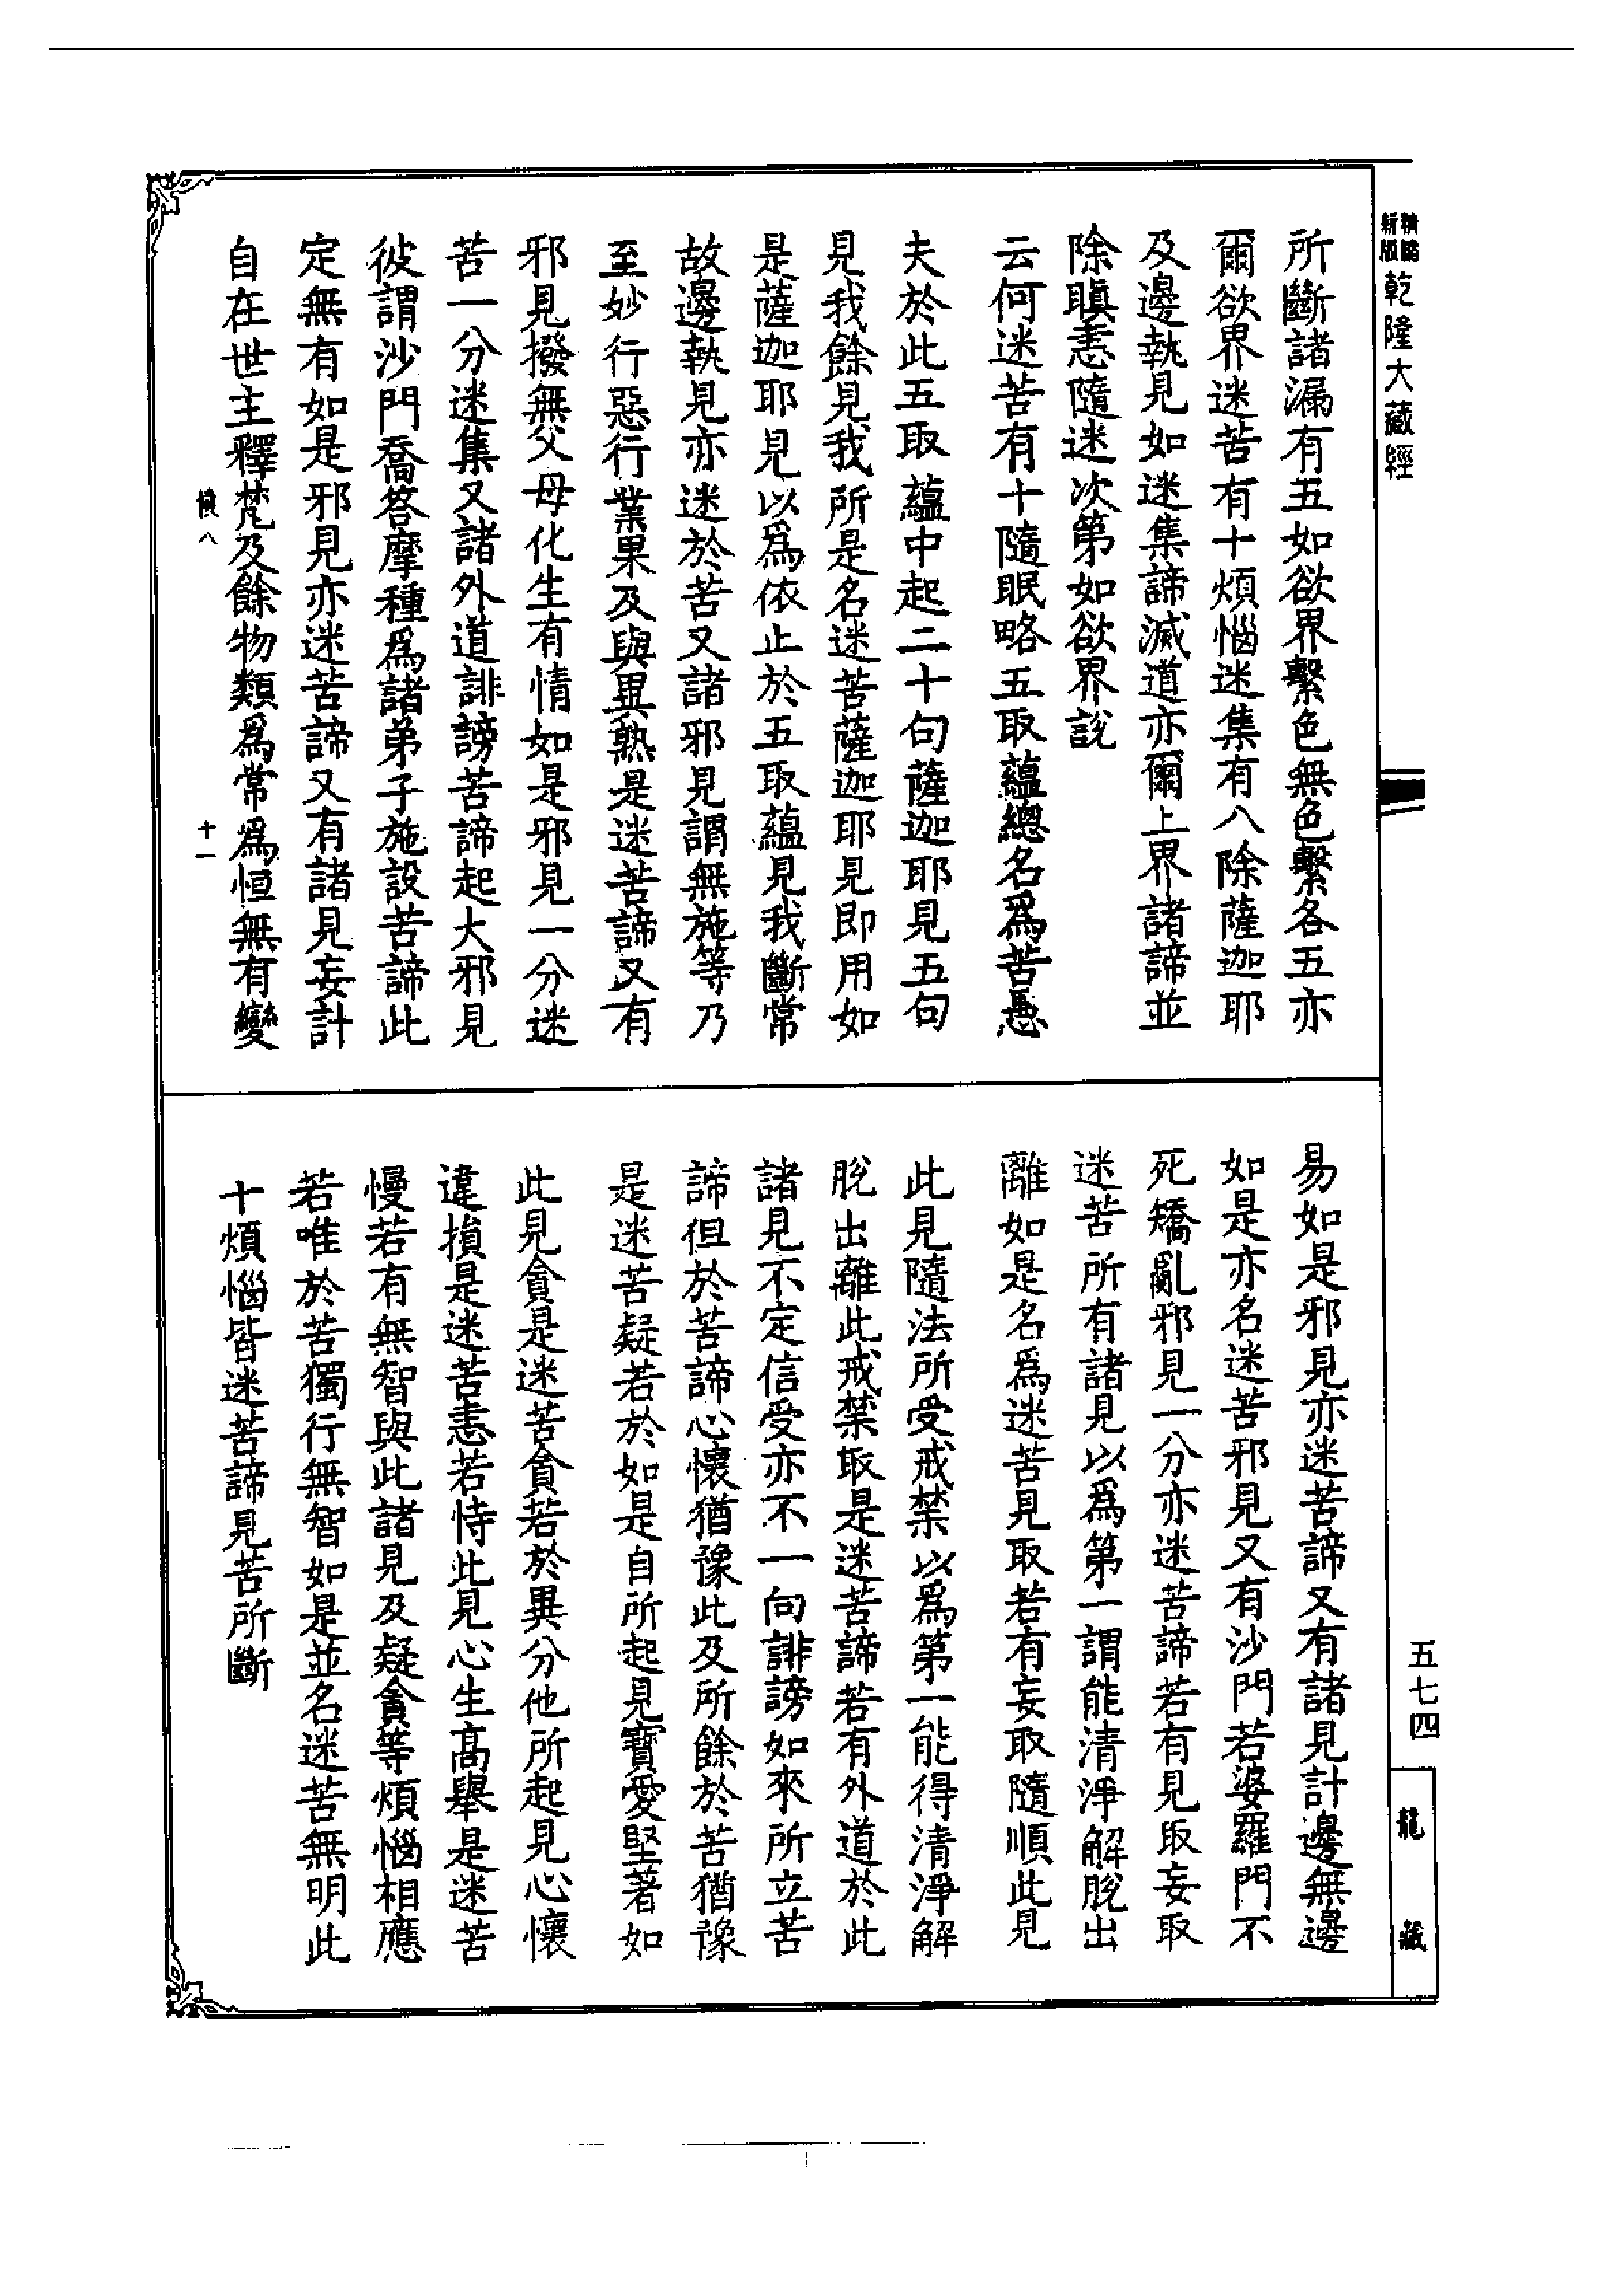 新版 精縮 乾隆大藏經
所斷諸漏有五如欲界繫色無色繫各五亦
爾欲界迷苦有十煩惱迷集有八除薩迦耶
及邊執見如迷集諦滅道亦爾上界諸諦並
除瞋恚隨迷次第如欲界説
云何迷苦有十隨眠略五取蘊總名爲苦愚
夫於此五取蘊中起二十句薩迦耶見五句
見我餘見我所是名迷苦薩迦耶見即用如
是薩迦耶見以爲依止於五取蘊見我斷常
故邊執見亦迷於苦又諸邪見謂無施等乃
至妙行惡行業果及與異熟是迷苦諦又有
邪見撥無父母化生有情如是邪見一分迷
苦一分迷集又諸外道誹謗苦諦起大邪見
彼謂沙門喬答摩種爲諸弟子施設苦諦此
定無有如是邪見亦迷苦諦又有諸見妄計
自在世主釋梵及餘物類爲常爲恒無有變
八 十一
易如是邪見亦迷苦諦又有諸見計邊無邊
如是亦名迷苦邪見又有沙門若婆羅門不
死矯亂邪見一分亦迷苦諦若有見取妄取
迷苦所有諸見以爲第一謂能清淨解脫出
離如是名爲迷苦見取若有妄取隨順此見
此見隨法所受戒禁以爲第一能得清淨解
脫出離此戒禁取是迷苦諦若有外道於此
諸見不定信受亦不一向誹謗如來所立苦
諦但於苦諦心懷猶豫此及所餘於苦猶豫
是迷苦疑若於如是自所起見寶愛堅著如
此見貪是迷苦貪若於異分他所起見心懷
違損是迷苦恚若恃此見心生高舉是迷苦
慢若有無智與此諸見及疑貪等煩惱相應
若唯於苦獨行無智如是並名迷苦無明此
十煩惱皆迷苦諦見苦所斷
五七四
龍藏